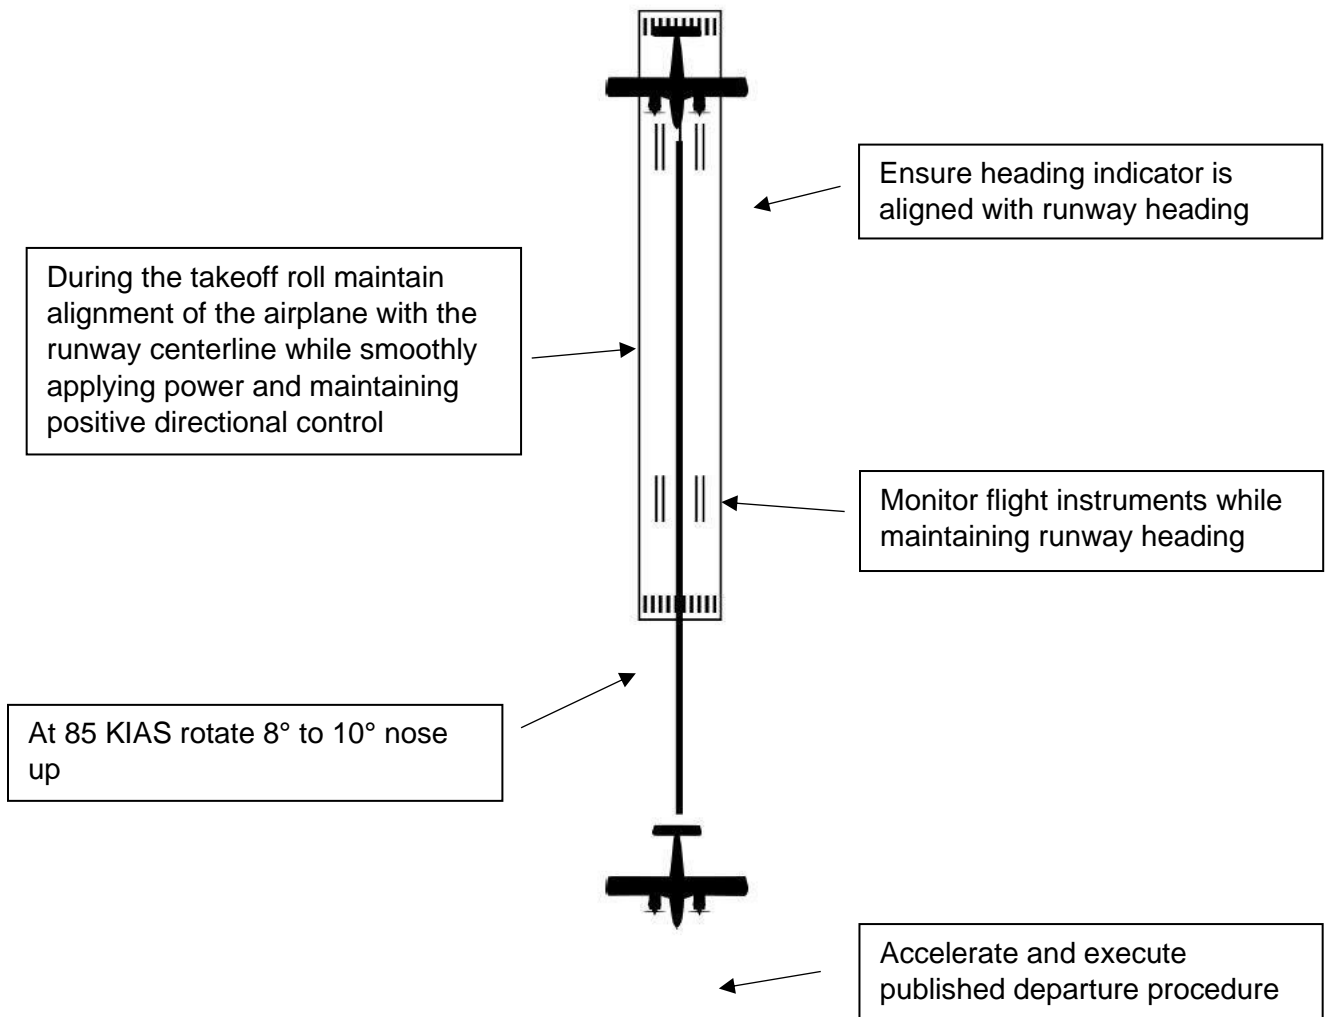 Ensure heading indicator is
aligned with runway heading
During the takeoff roll maintain
alignment of the airplane with the
runway centerline while smoothly
applying power and maintaining
positive directional control
Monitor flight instruments while
maintaining runway heading
At 85 KIAS rotate 8° to 10° nose
up
Accelerate and execute
published departure procedure